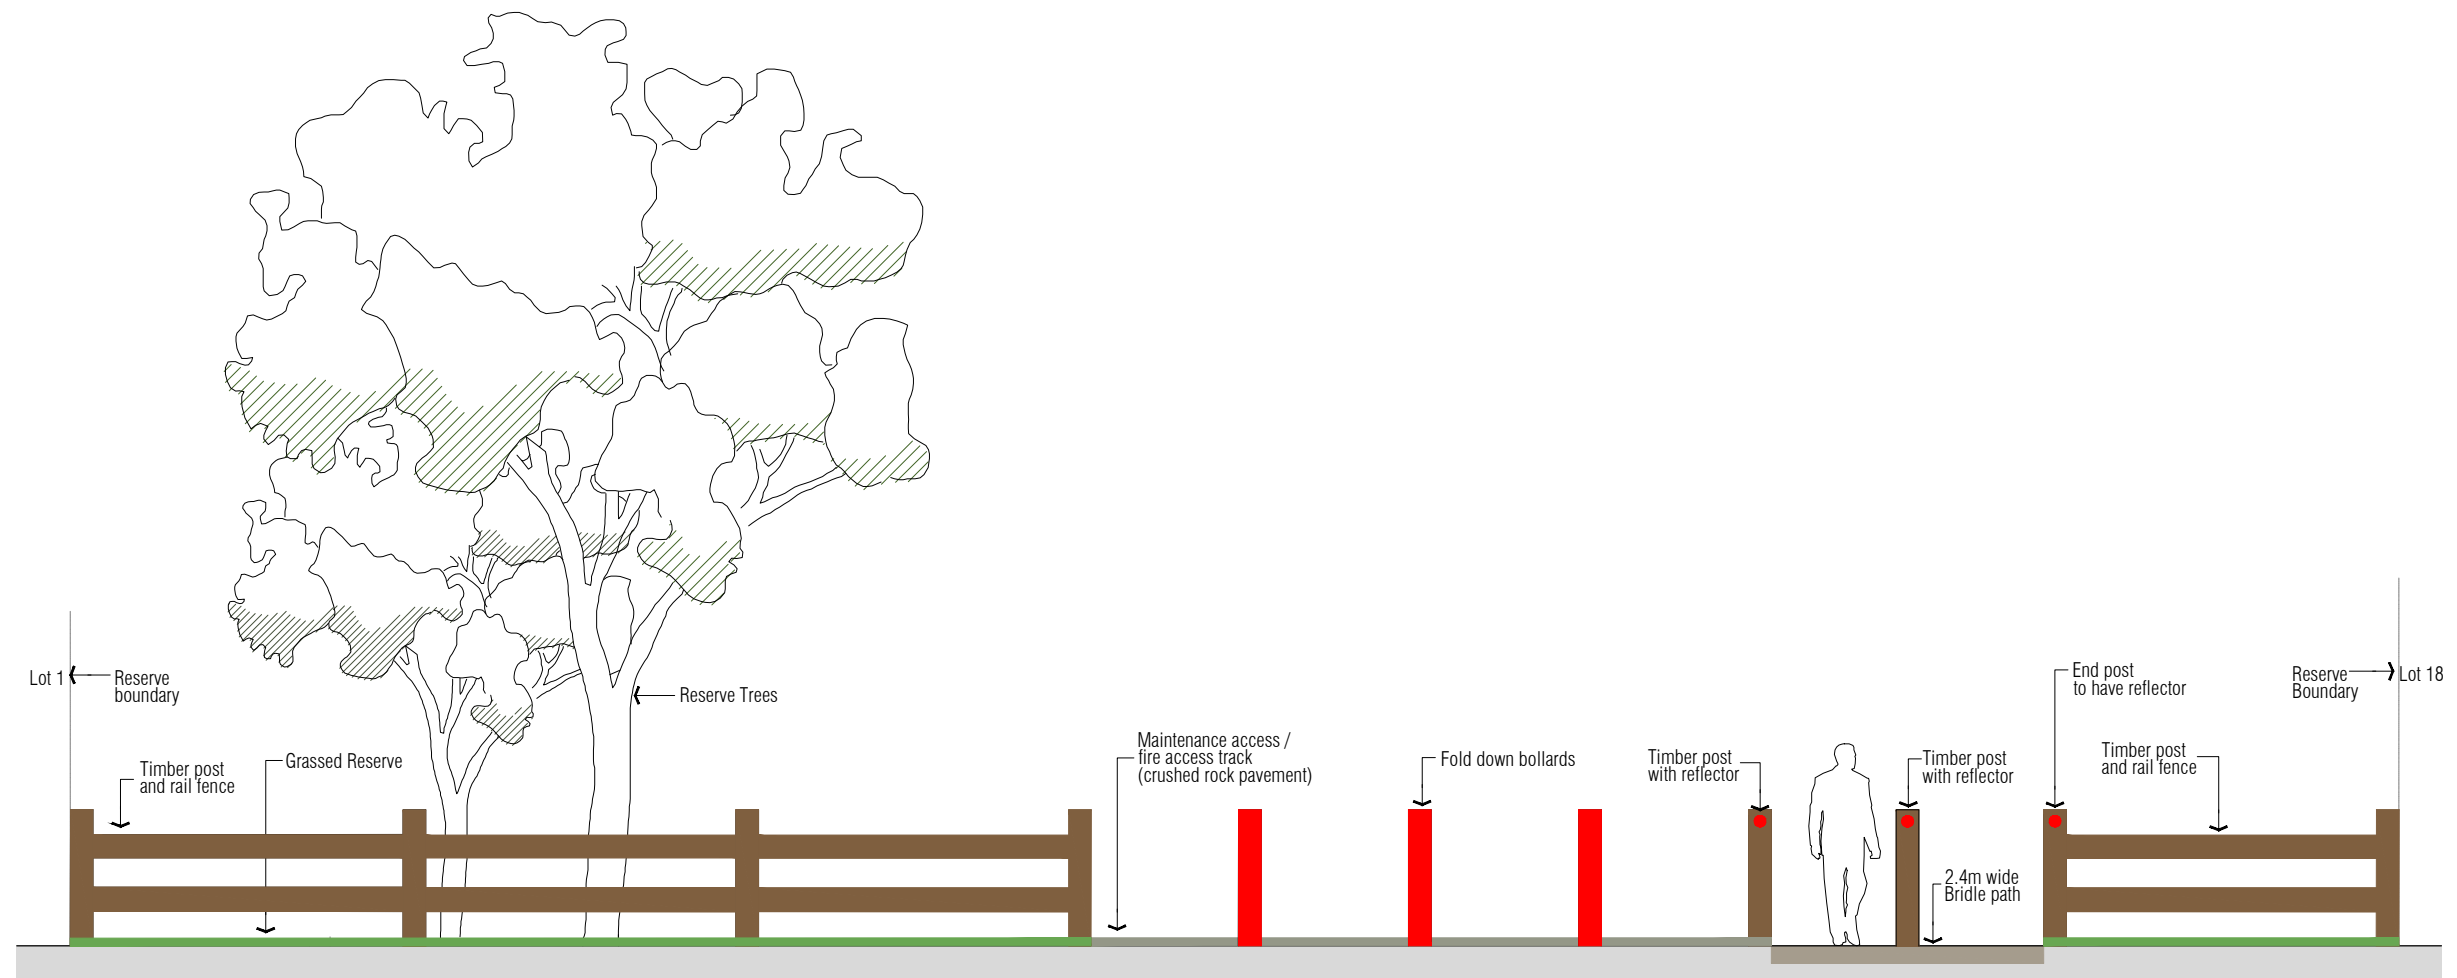 Lot 1
Reserve
boundary
Timber post
and rail fence
Grassed Reserve
Reserve Trees
Maintenance access /
fire access track
(crushed rock pavement)
Fold down bollards
Timber post
with reflector
Timber post
with reflector
2.4m wide
Bridle path
End post
to have reflector
Timber post
and rail fence
Reserve
Boundary
Lot 18